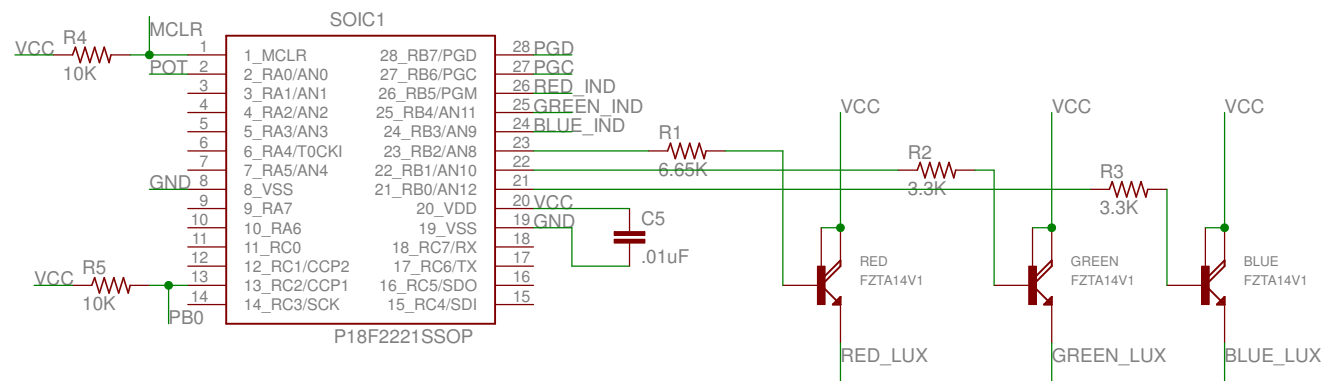 SOIC1
MCLR
VCC
R4
10K
POT
GND
VCC
R5
10K
PB0
1
2
3
4
5
6
7
8
9
10
11
12
13
14
1_MCLR
2_RA0/AN0
3_RA1/AN1
4_RA2/AN2
5_RA3/AN3
6_RA4/T0CKI
7_RA5/AN4
8_VSS
9_RA7
10_RA6
11_RC0
12_RC1/CCP2
13_RC2/CCP1
14_RC3/SCK
28_RB7/PGD
27_RB6/PGC
26_RB5/PGM
25_RB4/AN11
24_RB3/AN9
23_RB2/AN8
22_RB1/AN10
21_RB0/AN12
20_VDD
19_VSS
18_RC7/RX
17_RC6/TX
16_RC5/SDO
15_RC4/SDI
28
27
26
25
24
23
22
21
20
19
18
17
16
15
P18F2221SSOP
PGD
PGC
RED_IND
GREEN_IND
BLUE_IND
VCC
GND
C5
.01uF
R1
6.65K
R2
3.3K
R3
3.3K
VCC
VCC
VCC
RED
FZTA14V1
GREEN
FZTA14V1
BLUE
FZTA14V1
RED_LUX
GREEN_LUX
BLUE_LUX